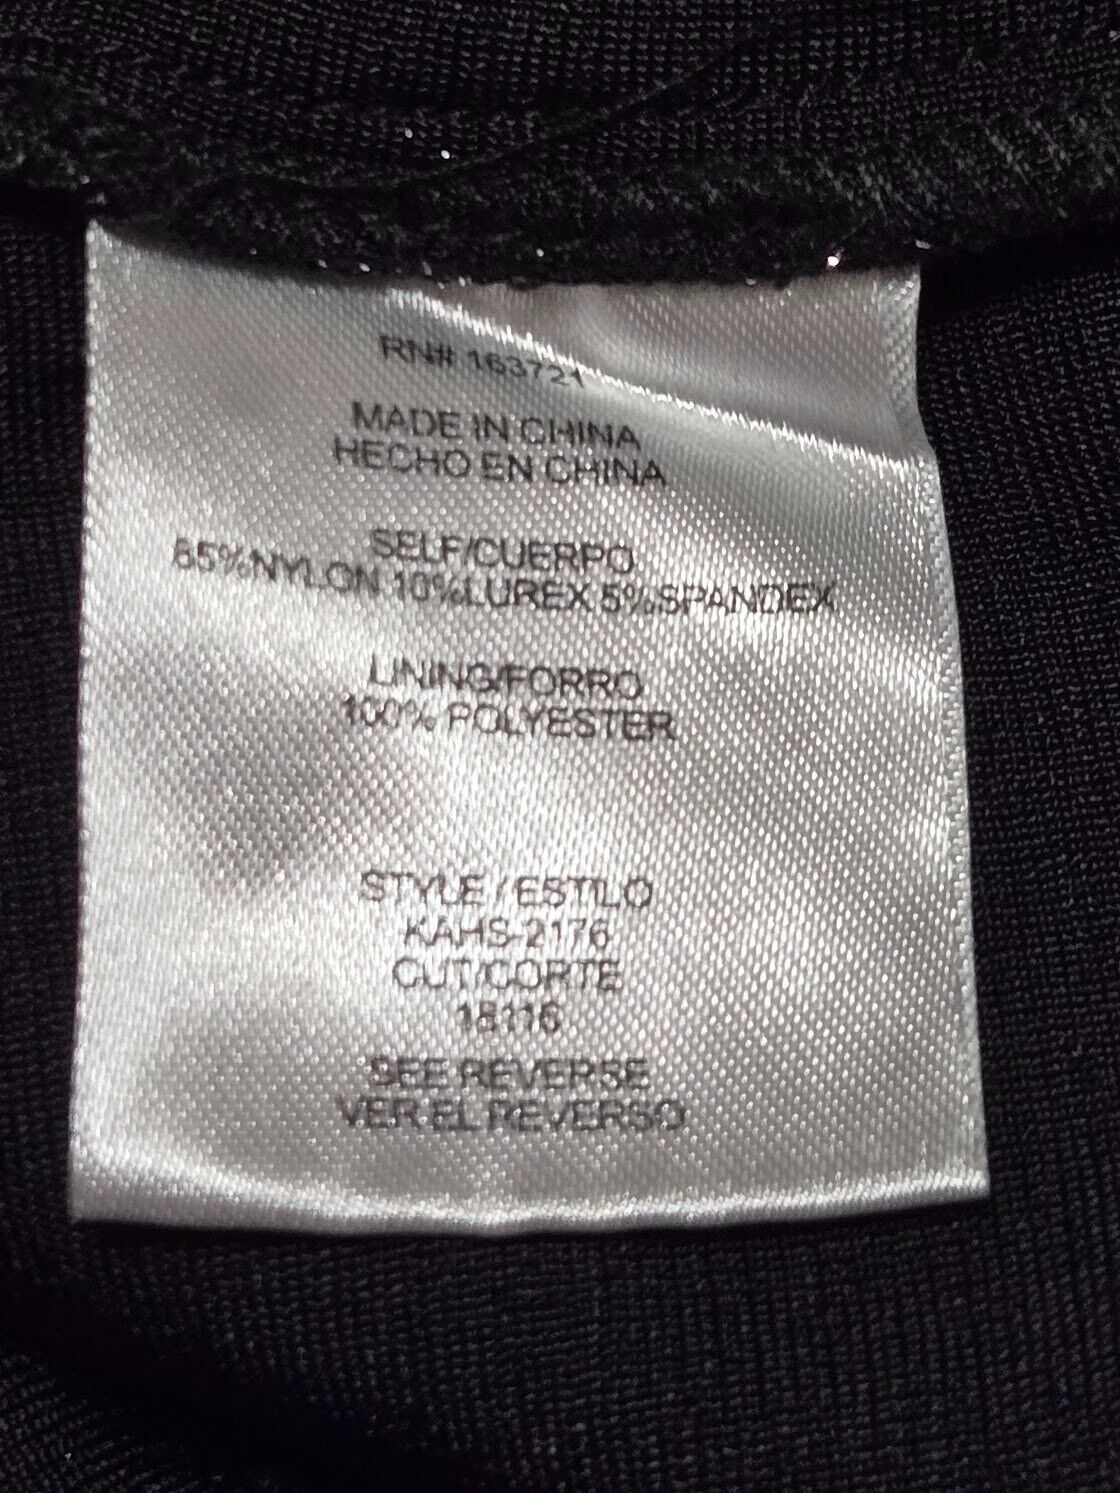 RN# 163721
MADE IN CHINA
HECHO EN CHINA
SELF/CUERPO
85%NYLON 10%LUREX 5%SPANDEX
LINING/FORRO
100% POLYESTER
STYLE / ESTILO
KAHS-2176
CUT/CORTE
18116
SEE REVERSE
VER EL REVERSO